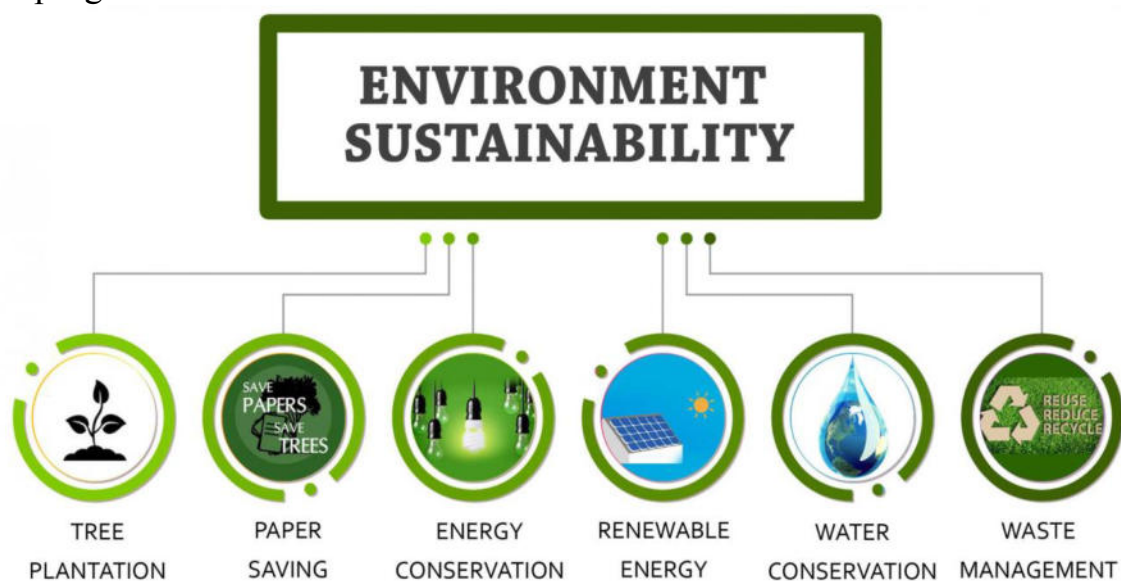 ENVIRONMENT
SUSTAINABILITY
SAVE
PAPERS
SAVE
TREES
REUSE
REDUCE
RECYCLE
TREE
PLANTATION
PAPER
SAVING
ENERGY
CONSERVATION
RENEWABLE
ENERGY
WATER
CONSERVATION
WASTE
MANAGEMENT